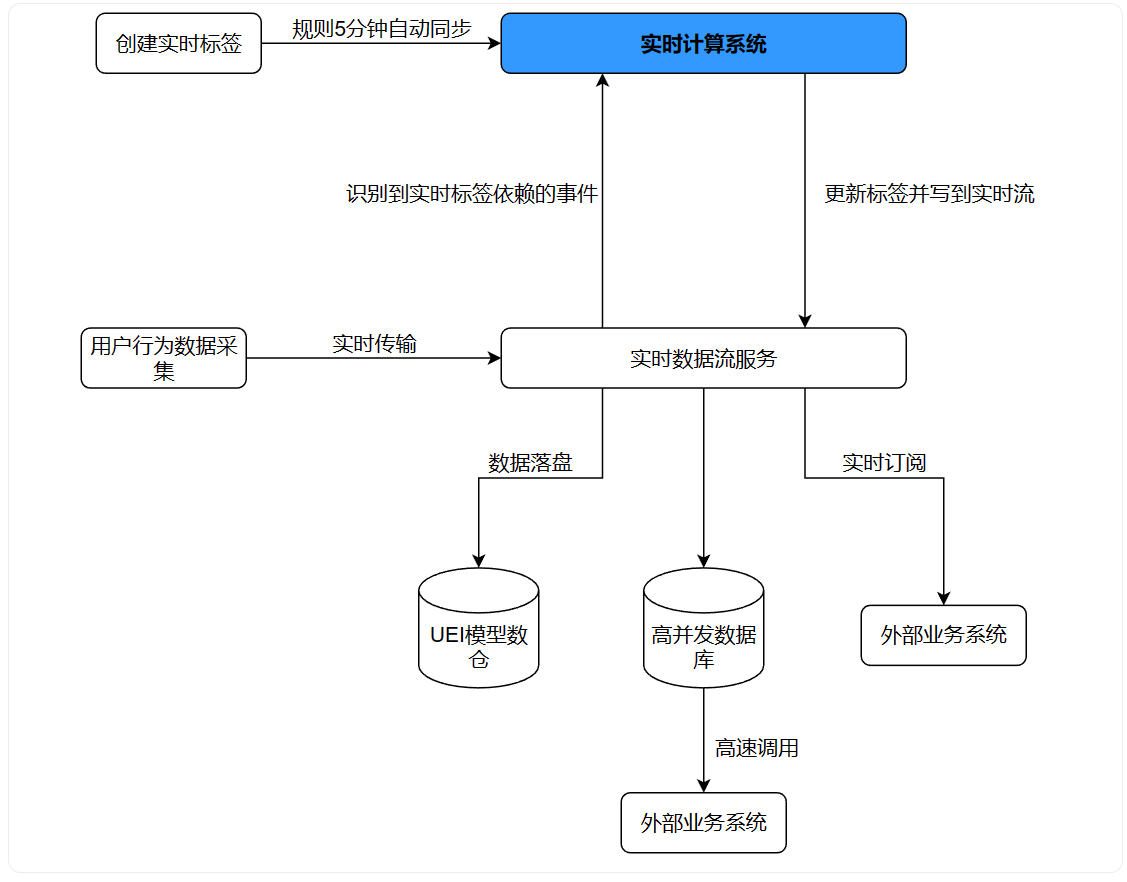 规则5分钟自动同步
创建实时标签
实时计算系统
识别到实时标签依赖的事件
更新标签并写到实时流
用户行为数据采
集
实时传输
实时数据流服务
数据落盘
实时订阅
UEI模型数
仓
高并发数据
库
外部业务系统
高速调用
外部业务系统